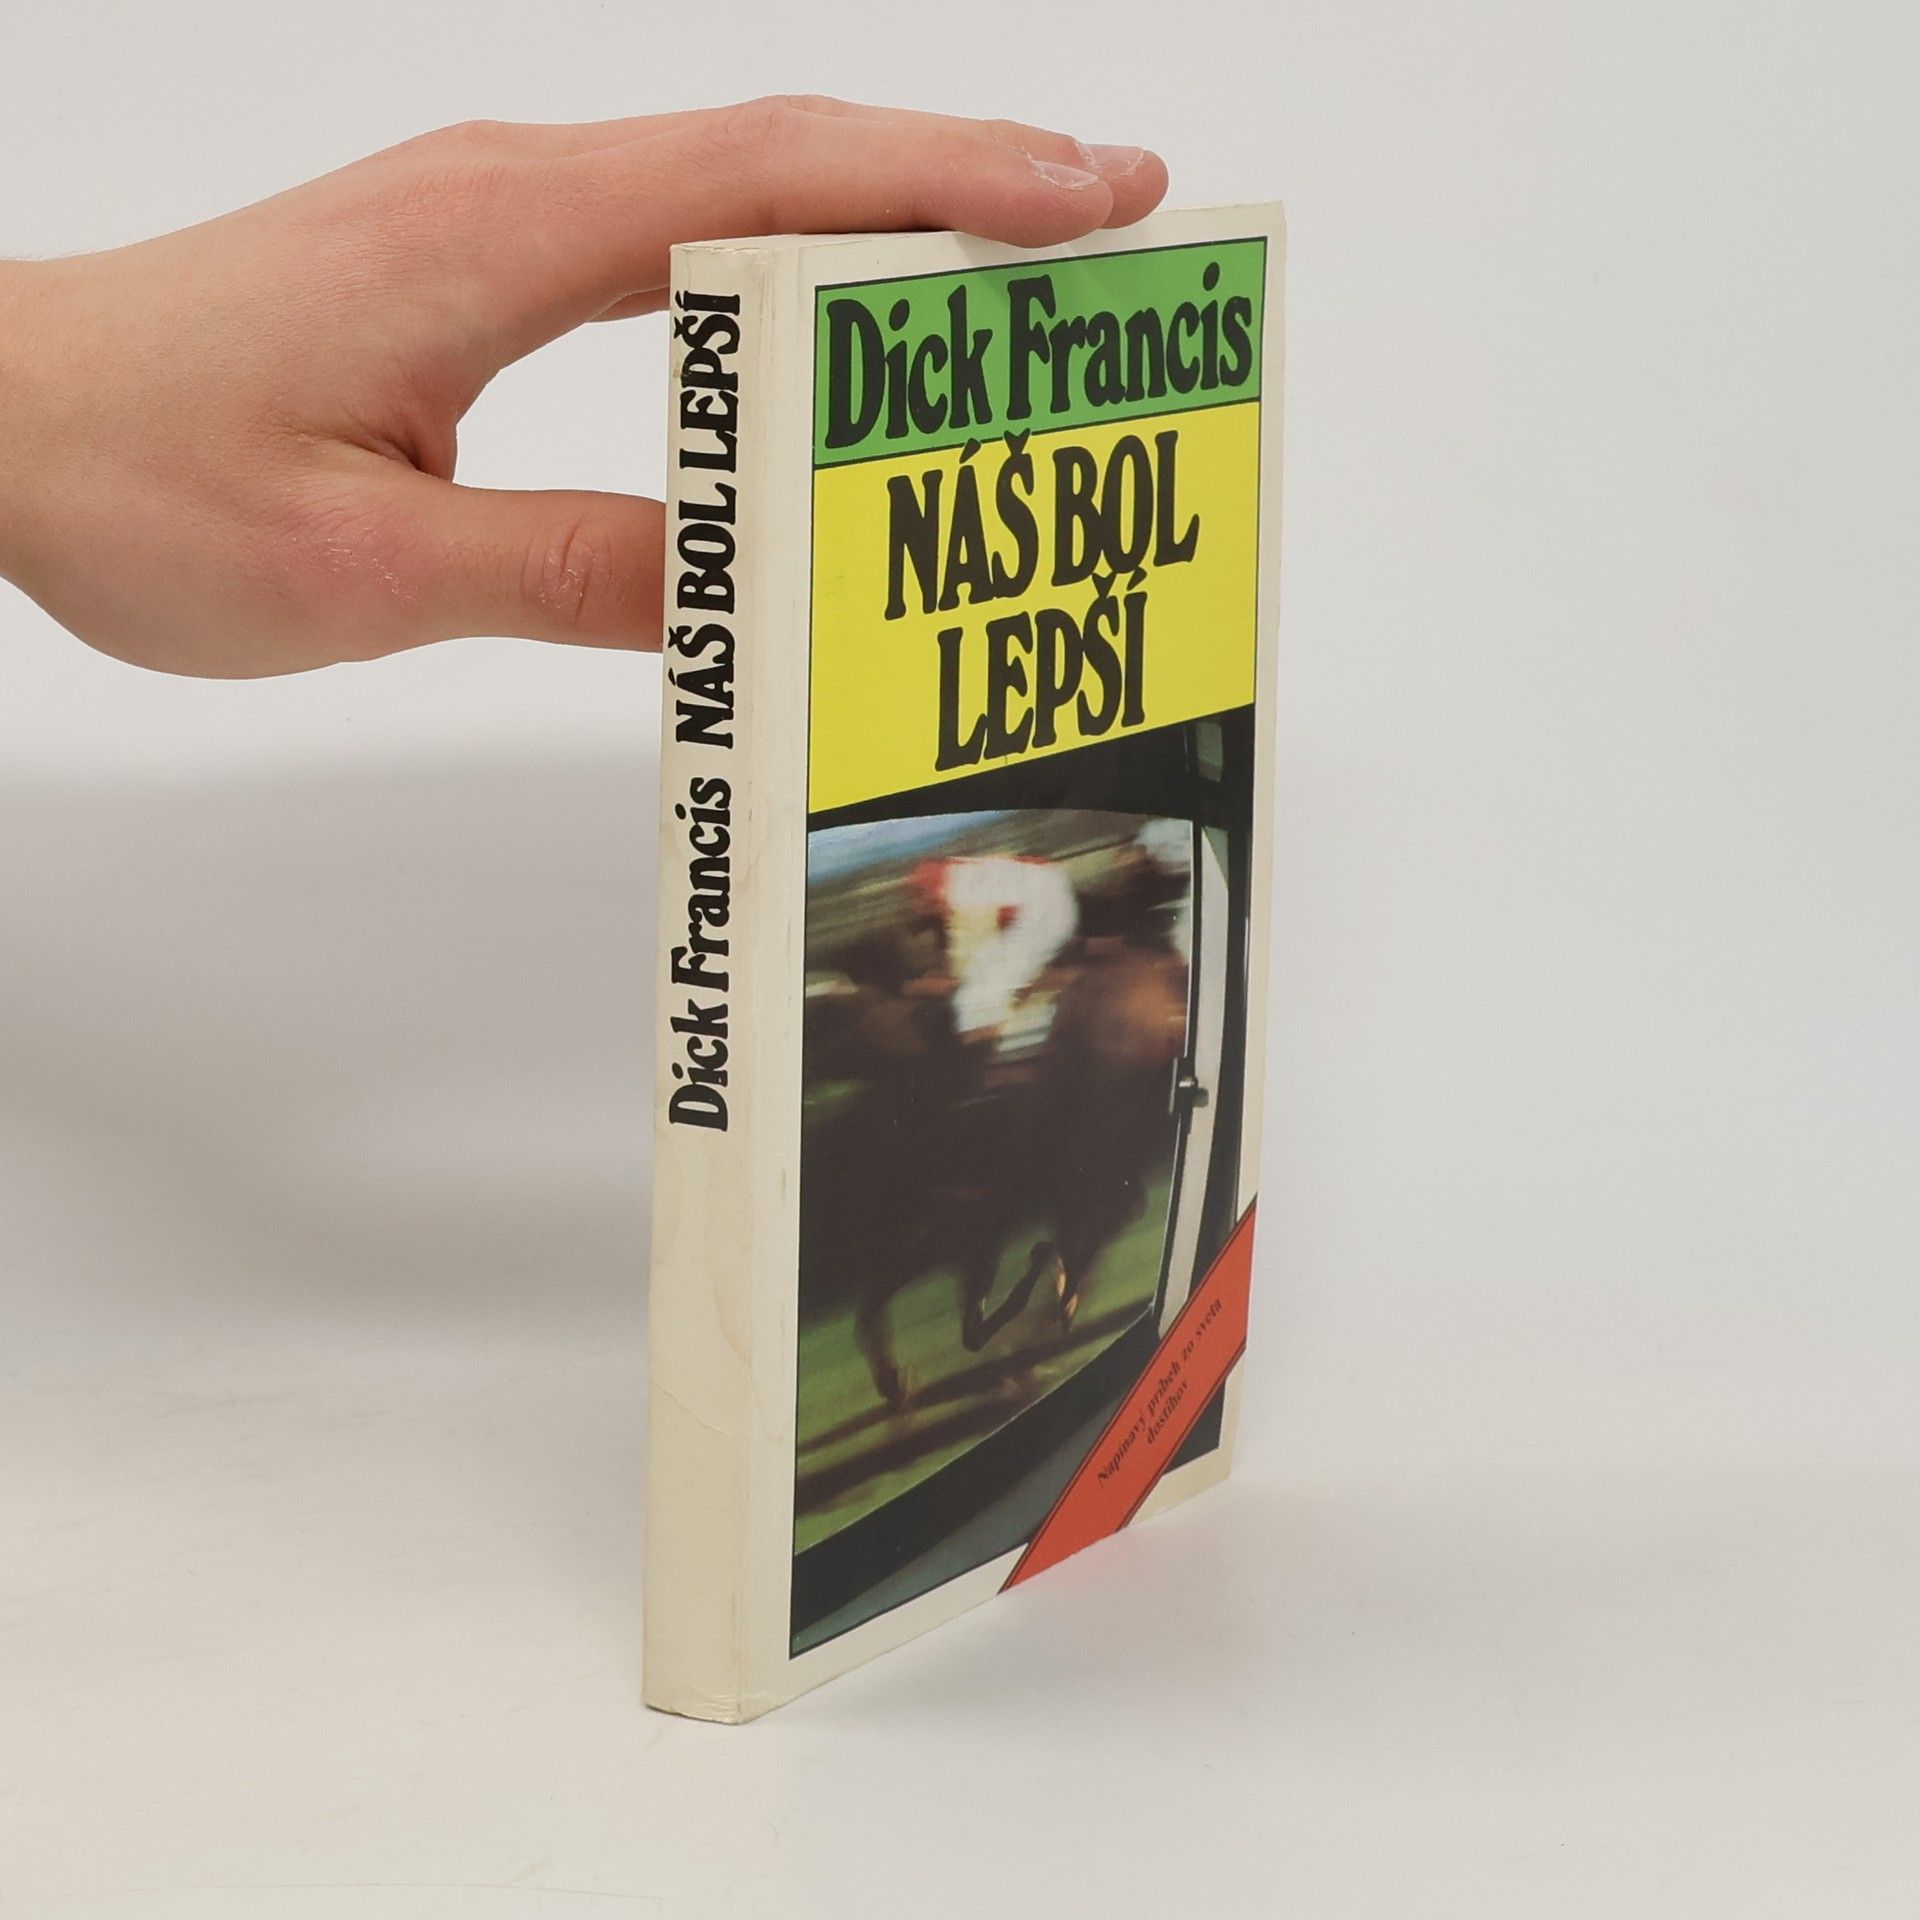 Dick Francis NÁŠ BOL LEPŠÍ
Dick Francis
NÁŠ BOL
LEPŠÍ
Napínavý príbeh zo sveta
dostihov